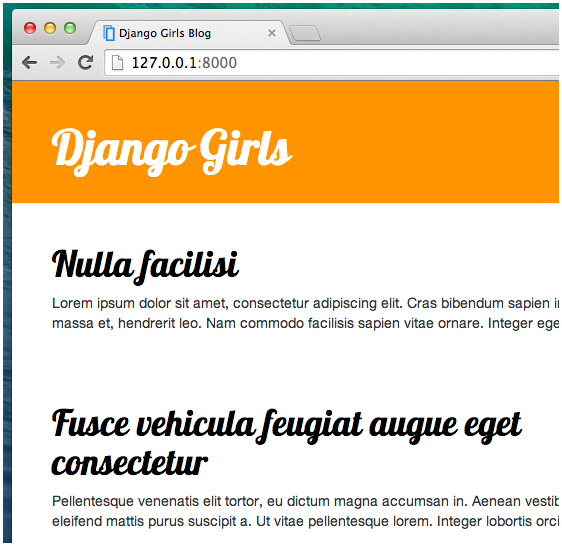 Django Girls Blog
127.0.0.1:8000
Django Girls
Nulla facilisi
Lorem ipsum dolor sit amet, consectetur adipiscing elit. Cras bibendum sapien
massa et, hendrerit leo. Nam commodo facilisis sapien vitae ornare. Integer
Fusce vehicula feugiat augue eget
consectetur
Pellentesque venenatis elit tortor, eu dictum magna accumsan in. Aenean
eleifend mattis purus suscipit a. Ut vitae pellentesque lorem. Integer lobortis